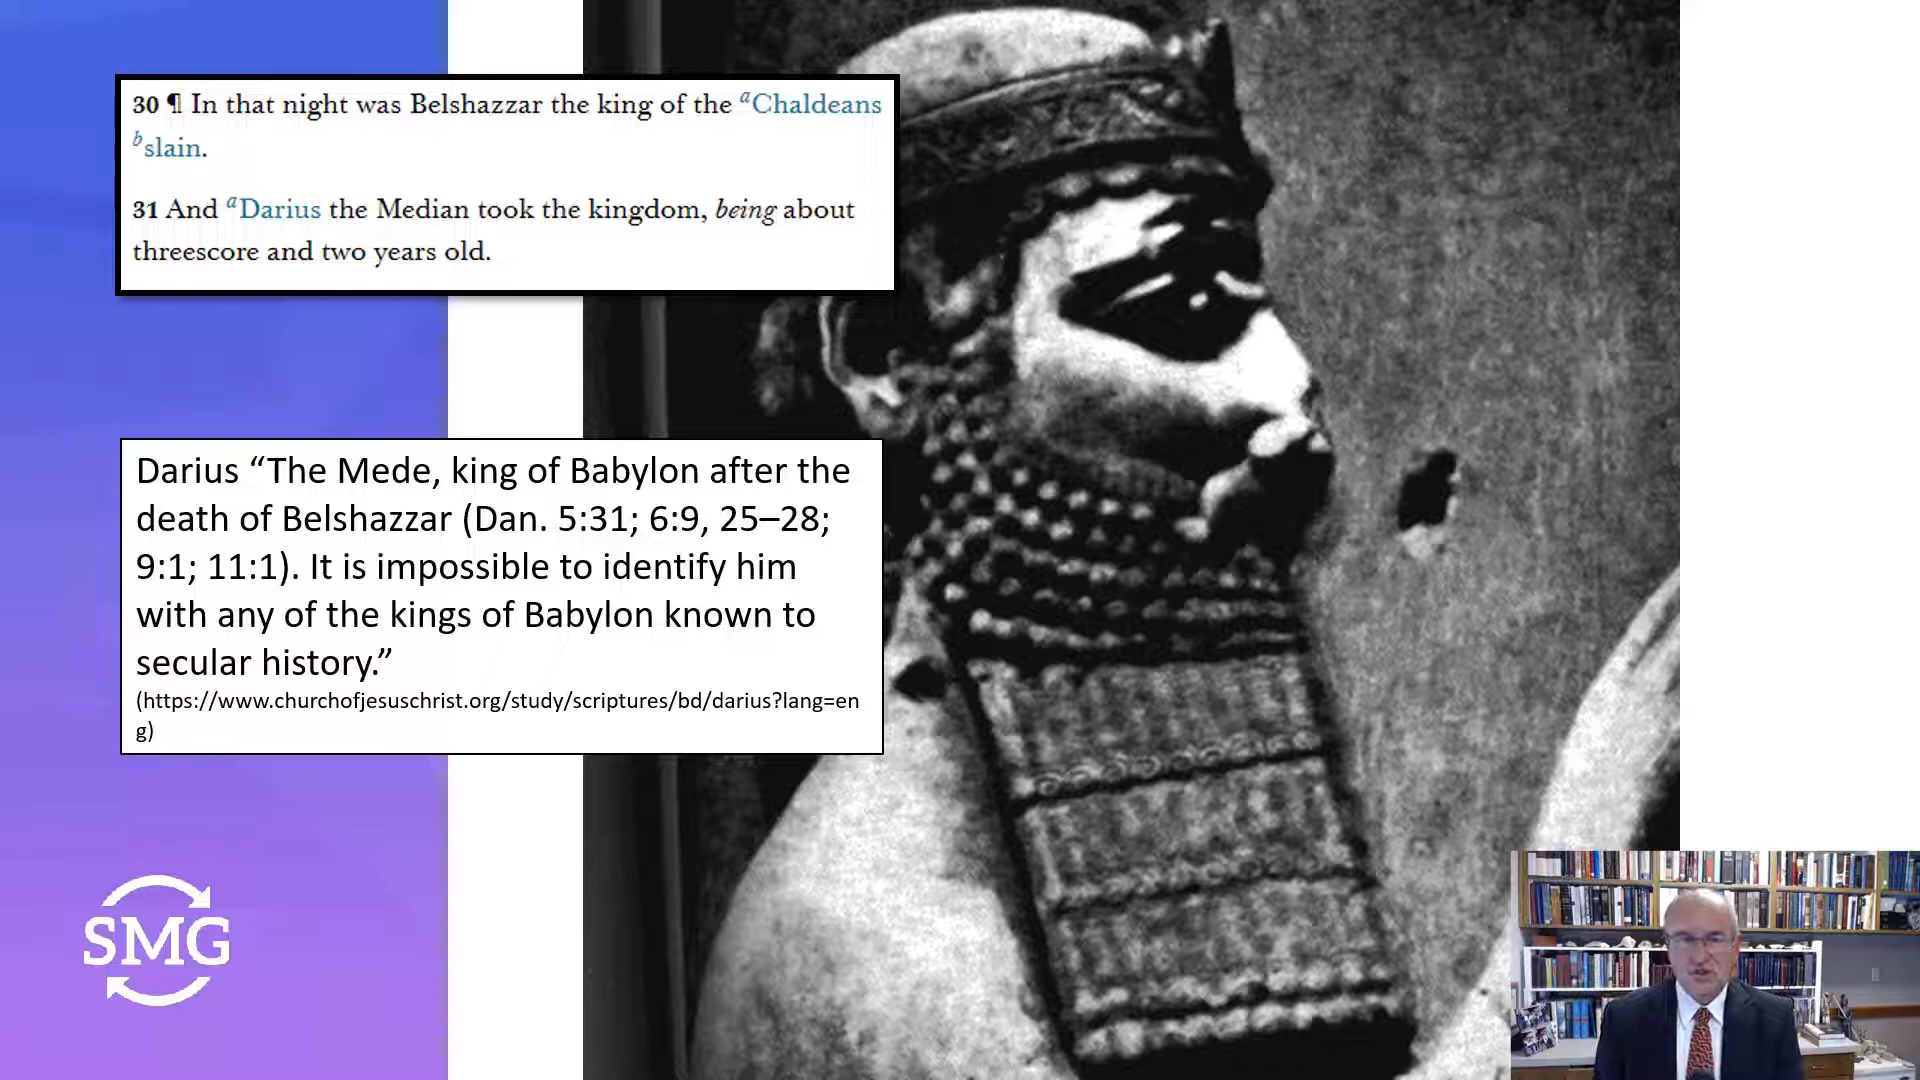 30 ¶ In that night was Belshazzar the king of the aChaldeans
bslain.
31 And aDarius the Median took the kingdom, being about
threescore and two years old.
Darius “The Mede, king of Babylon after the
death of Belshazzar (Dan. 5:31; 6:9, 25–28;
9:1; 11:1). It is impossible to identify him
with any of the kings of Babylon known to
secular history.”
(https://www.churchofjesuschrist.org/study/scriptures/bd/darius?lang=en
g)
SMG